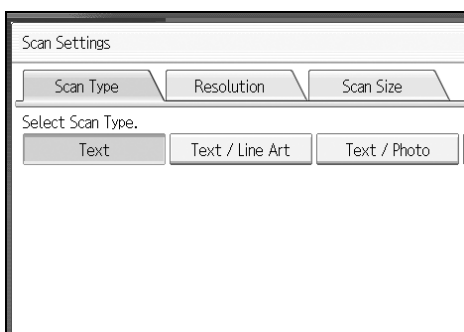 Scan Settings
Scan Type Resolution Scan Size
Select Scan Type.
Text Text / Line Art Text / Photo